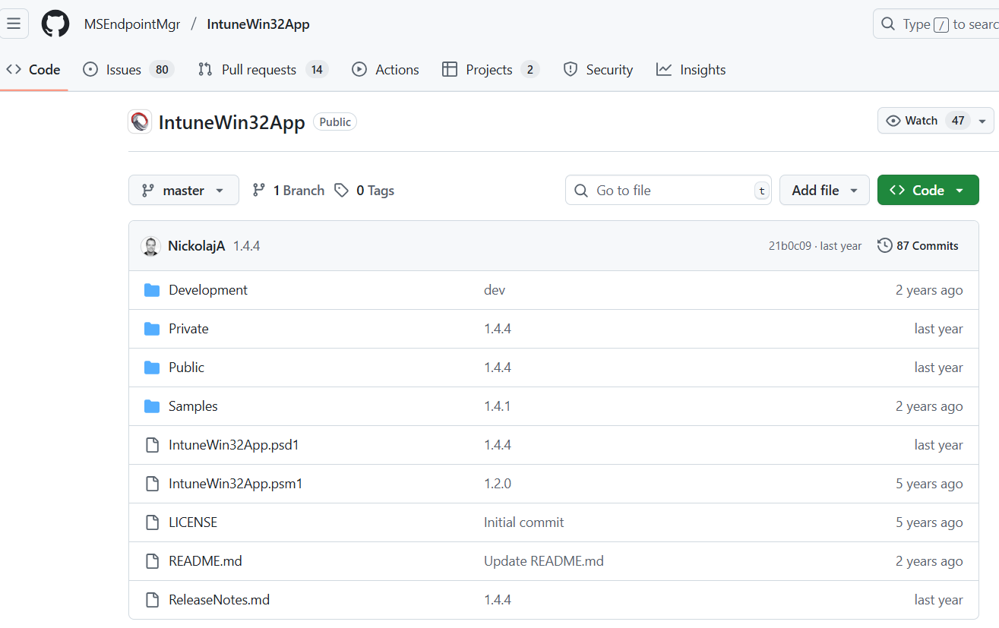 MSEndpointMgr / IntuneWin32App
Type / to searc
Code Issues 80 Pull requests 14 Actions Projects 2 Security Insights
IntuneWin32App Public
Watch 47
master 1 Branch 0 Tags Go to file t Add file Code
NickolajA 1.4.4 21b0c09 · last year 87 Commits
Development dev 2 years ago
Private 1.4.4 last year
Public 1.4.4 last year
Samples 1.4.1 2 years ago
IntuneWin32App.psd1 1.4.4 last year
IntuneWin32App.psm1 1.2.0 5 years ago
LICENSE Initial commit 5 years ago
README.md Update README.md 2 years ago
ReleaseNotes.md 1.4.4 last year